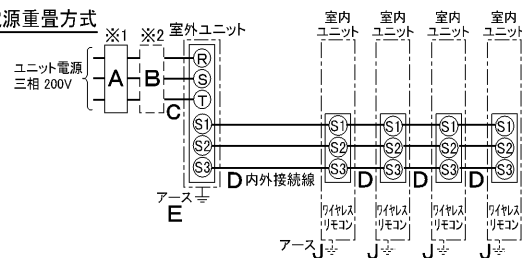 源重畳方式
※1 ※2 室外ユニット 室内 室内 室内 室内
ユニット ユニット ユニット ユニット
ユニット電源
三相 200V
A B C
R
S
T
S1 S1 S1 S1 S1
S2 S2 S2 S2 S2
S3 S3 S3 S3 S3
D 内外接続線 D D D
アース
E
ワイヤレス ワイヤレス ワイヤレス ワイヤレス
リモコン リモコン リモコン リモコン
アース J J J J